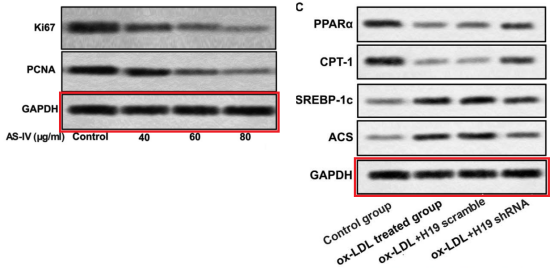 Ki67
PCNA
GAPDH
AS-IV (μg/ml) Control 40 60 80
C
PPARα
CPT-1
SREBP-1c
ACS
GAPDH
Control group
ox-LDL treated group
ox-LDL+H19 scramble
ox-LDL+H19 shRNA